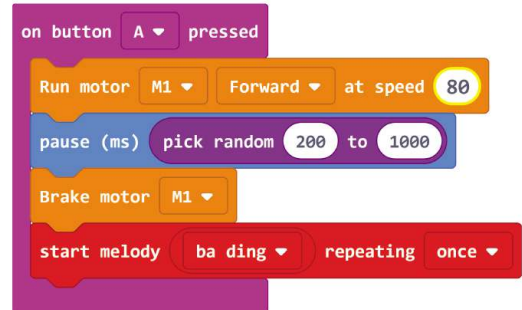 on button A pressed
Run motor M1 Forward at speed 80
pause (ms) pick random 200 to 1000
Brake motor M1
start melody ba ding repeating once